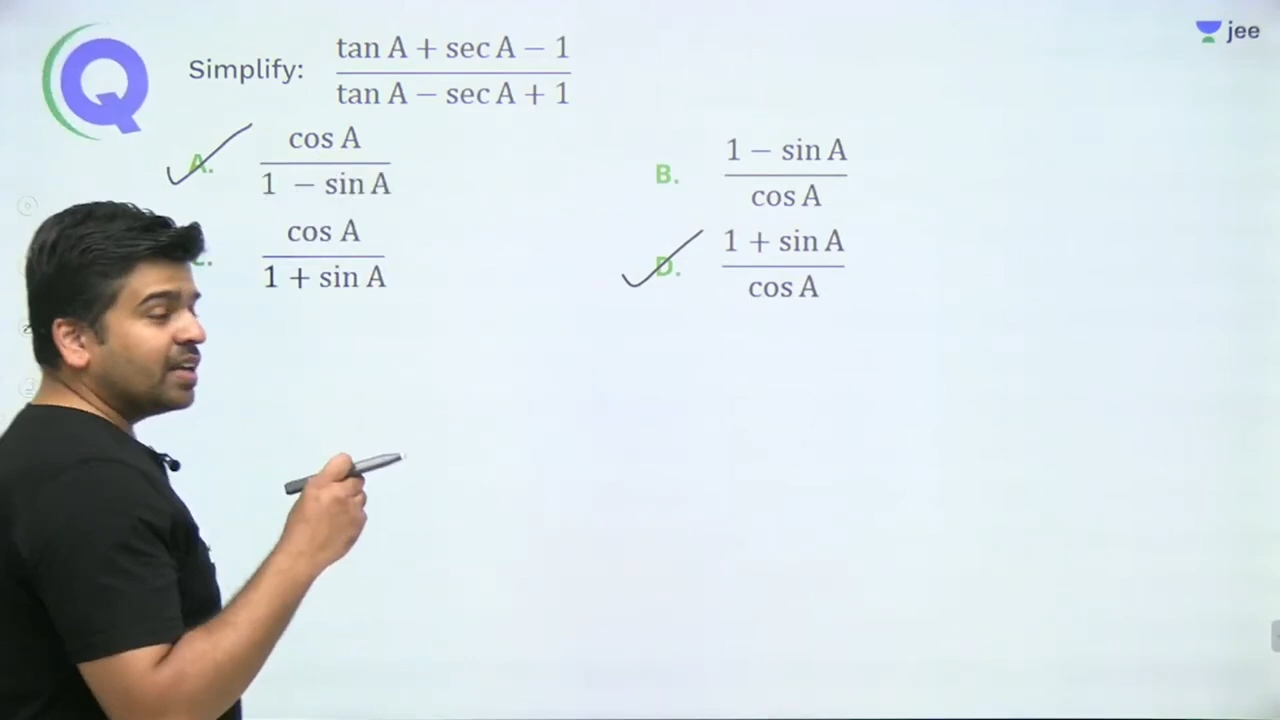 jee
Simplify: (tan A + sec A − 1)/(tan A − sec A + 1)
A. cos A/(1 − sin A)
B. (1 − sin A)/cos A
C. cos A/(1 + sin A)
D. (1 + sin A)/cos A